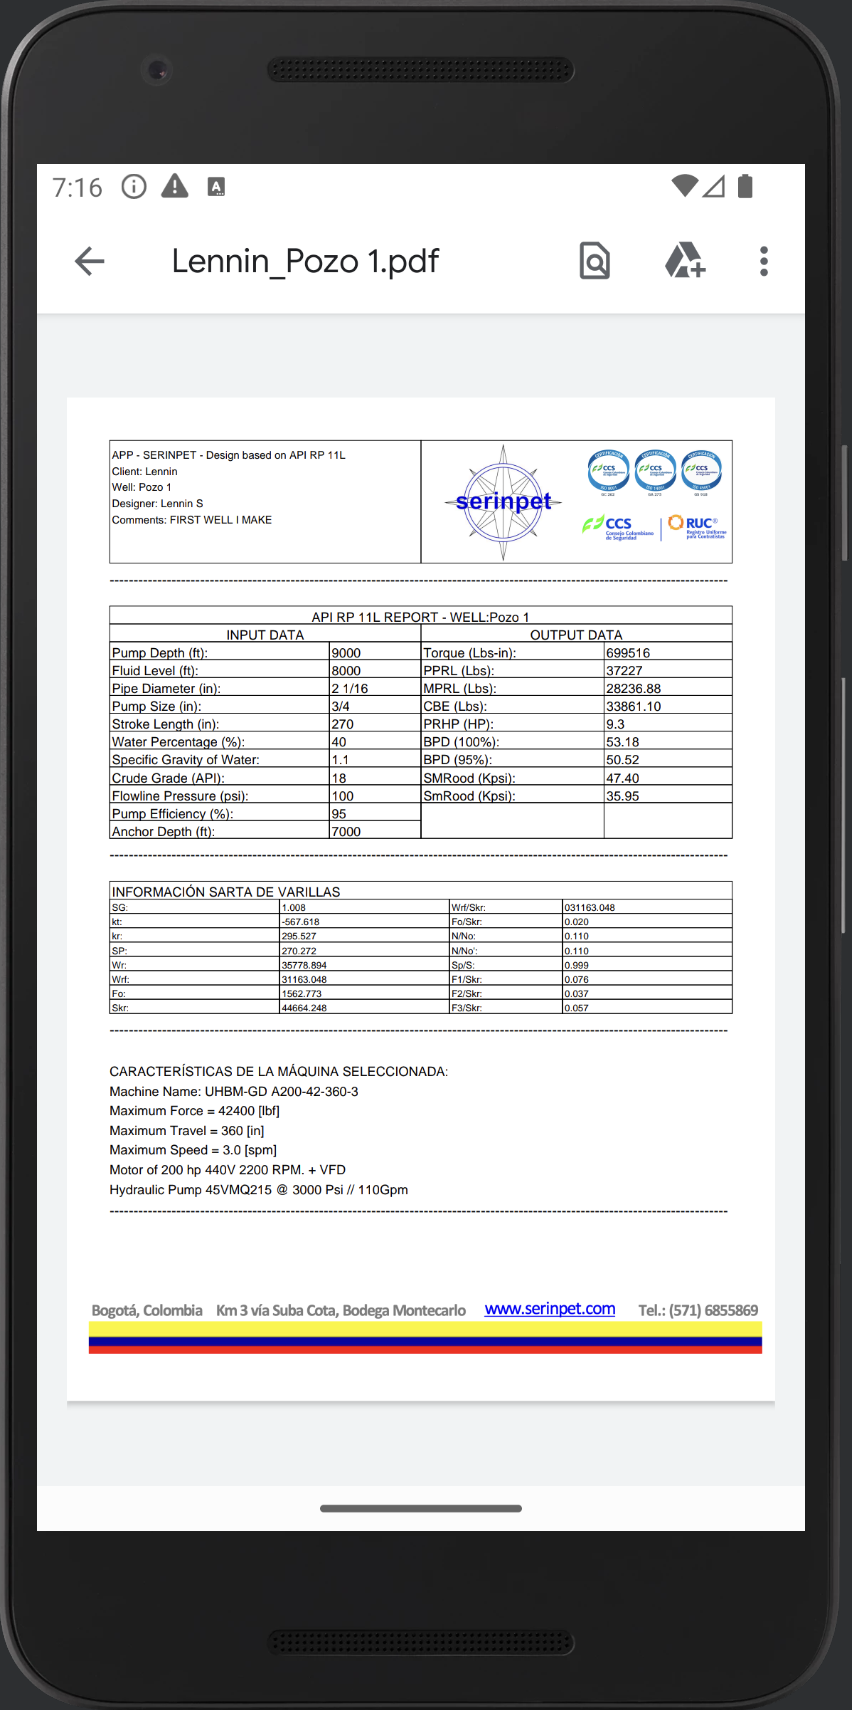 7:16
Lennin_Pozo 1.pdf
APP - SERINPET - Design based on API RP 11L
Client: Lennin
Well: Pozo 1
Designer: Lennin S
Comments: FIRST WELL I MAKE
serinpet
CCS CCS CCS
CCS Consejo Colombiano de Seguridad
RUC® Registro Uniforme para Contratistas
API RP 11L REPORT - WELL:Pozo 1
INPUT DATA OUTPUT DATA
Pump Depth (ft): 9000 Torque (Lbs-in): 699516
Fluid Level (ft): 8000 PPRL (Lbs): 37227
Pipe Diameter (in): 2 1/16 MPRL (Lbs): 28236.88
Pump Size (in): 3/4 CBE (Lbs): 33861.10
Stroke Length (in): 270 PRHP (HP): 9.3
Water Percentage (%): 40 BPD (100%): 53.18
Specific Gravity of Water: 1.1 BPD (95%): 50.52
Crude Grade (API): 18 SMRood (Kpsi): 47.40
Flowline Pressure (psi): 100 SmRood (Kpsi): 35.95
Pump Efficiency (%): 95
Anchor Depth (ft): 7000
INFORMACIÓN SARTA DE VARILLAS
SG: 1.008 Wrf/Skr: 031163.048
kt: -567.618 Fo/Skr: 0.020
kr: 295.527 N/No: 0.110
SP: 270.272 N/No': 0.110
Wr: 35778.894 Sp/S: 0.999
Wrf: 31163.048 F1/Skr: 0.076
Fo: 1562.773 F2/Skr: 0.037
Skr: 44664.248 F3/Skr: 0.057
CARACTERÍSTICAS DE LA MÁQUINA SELECCIONADA:
Machine Name: UHBM-GD A200-42-360-3
Maximum Force = 42400 [lbf]
Maximum Travel = 360 [in]
Maximum Speed = 3.0 [spm]
Motor of 200 hp 440V 2200 RPM. + VFD
Hydraulic Pump 45VMQ215 @ 3000 Psi // 110Gpm
Bogotá, Colombia Km 3 vía Suba Cota, Bodega Montecarlo www.serinpet.com Tel.: (571) 6855869